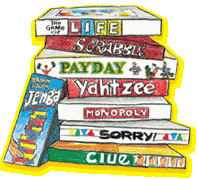 The Game of
LIFE
SCRABBLE
PAYDAY
Yahtzee
MONOPOLY
SORRY!
CLUE
JENGA